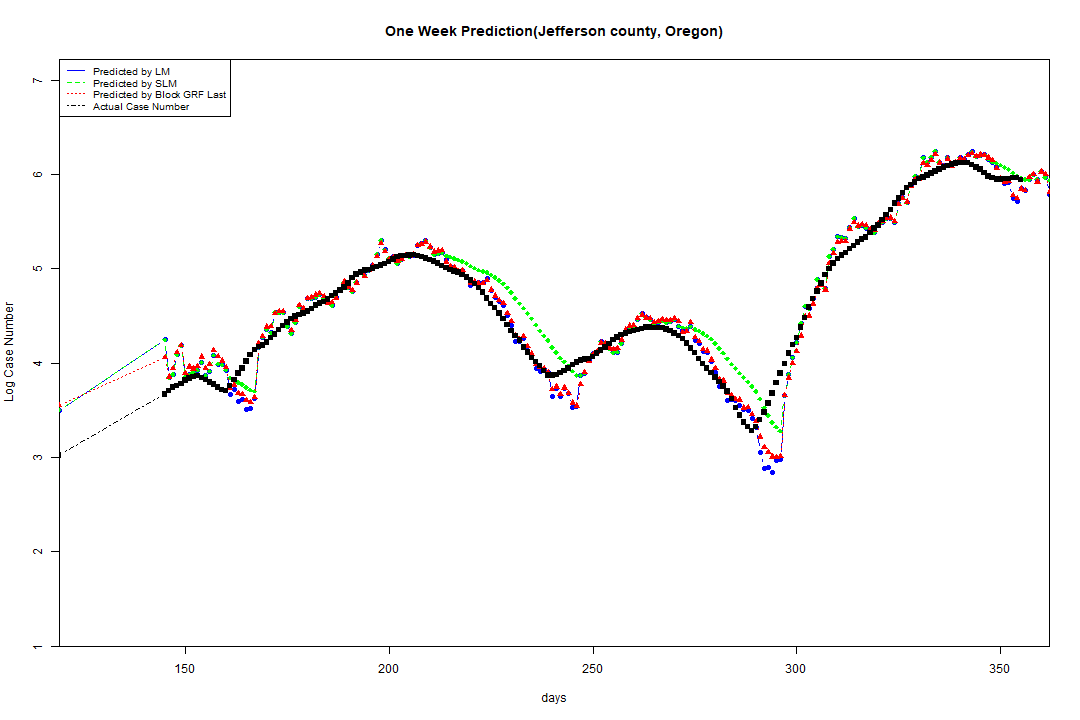 One Week Prediction(Jefferson county, Oregon)
Predicted by LM
Predicted by SLM
Predicted by Block GRF Last
Actual Case Number
7
6
5
4
3
2
1
Log Case Number
150 200 250 300 350
days